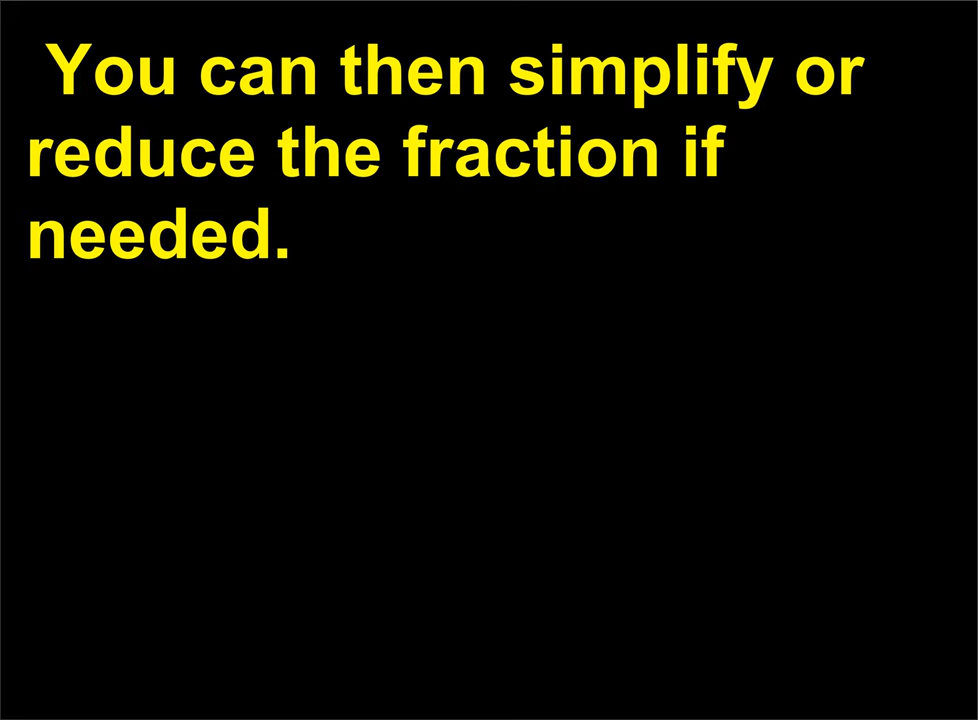 You can then simplify or
reduce the fraction if
needed.